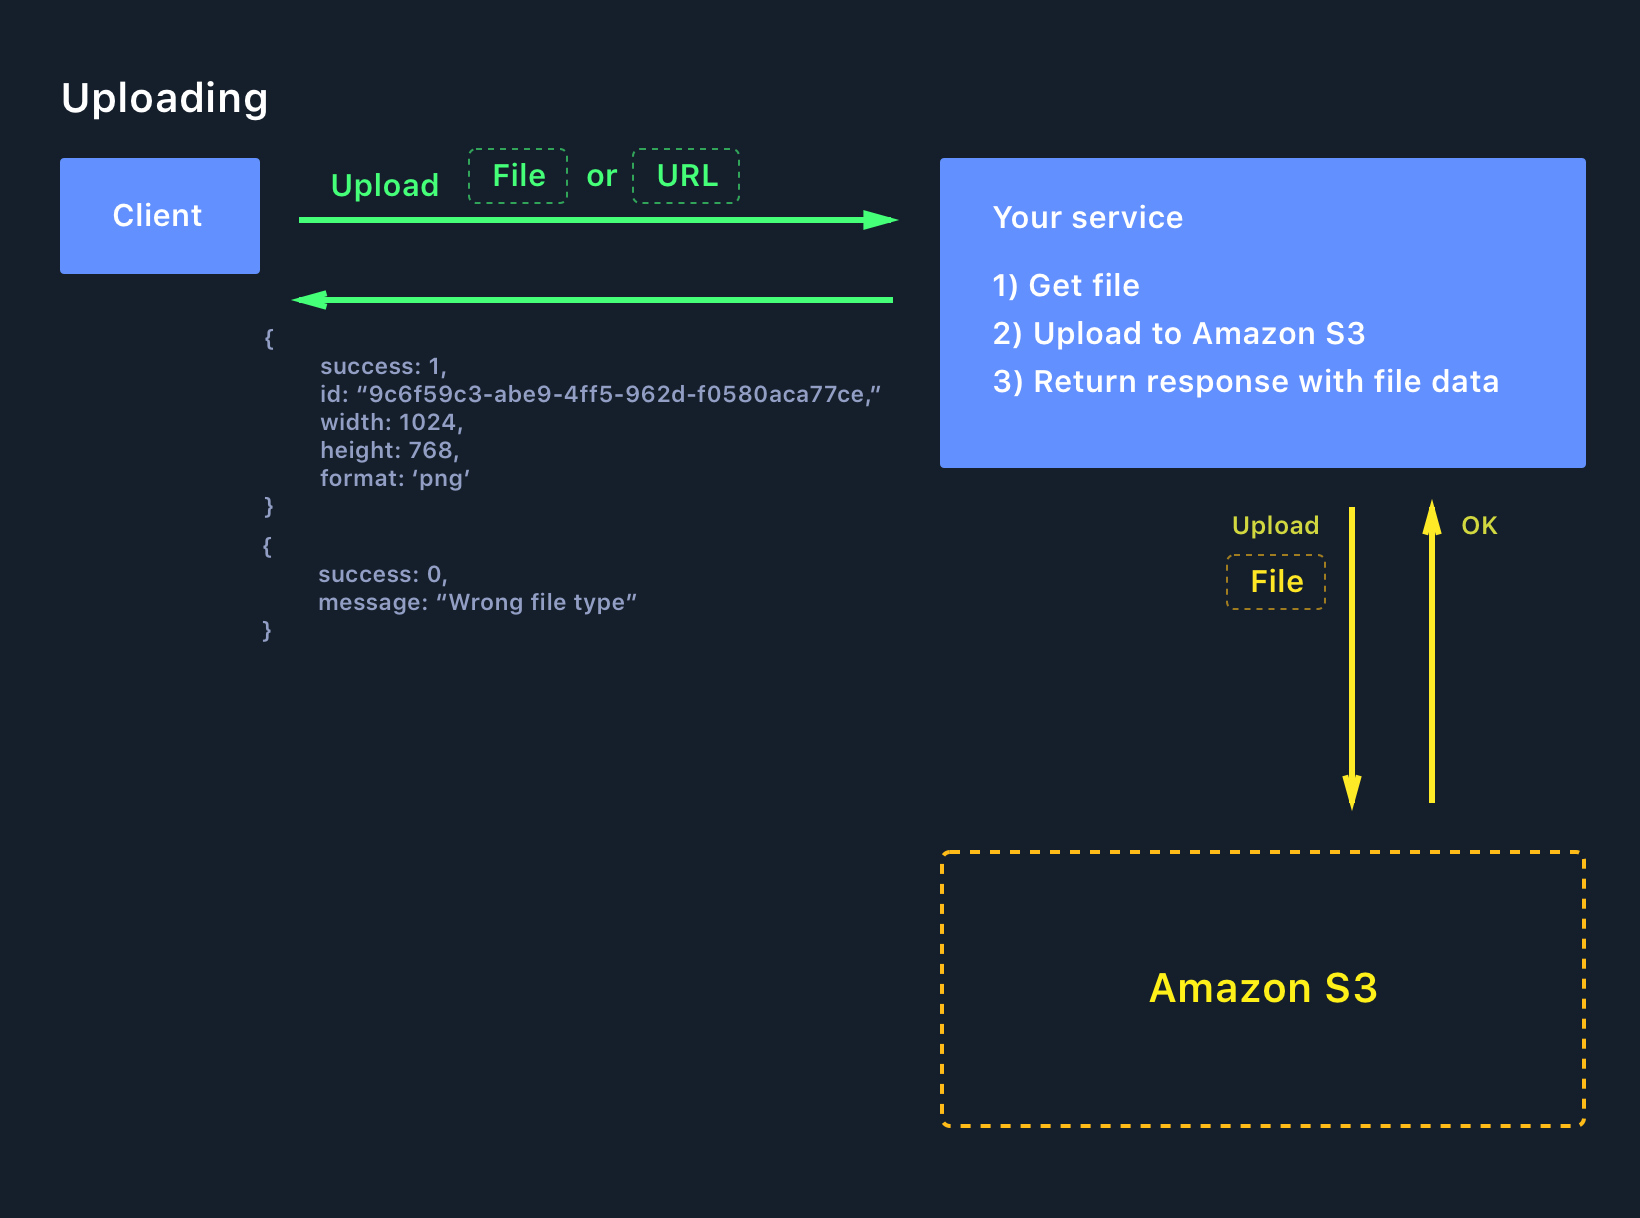 Uploading
Client
Upload File or URL
{
success: 1,
id: “9c6f59c3-abe9-4ff5-962d-f0580aca77ce,”
width: 1024,
height: 768,
format: ‘png’
}
{
success: 0,
message: “Wrong file type”
}
Your service
1) Get file
2) Upload to Amazon S3
3) Return response with file data
Upload
File
OK
Amazon S3